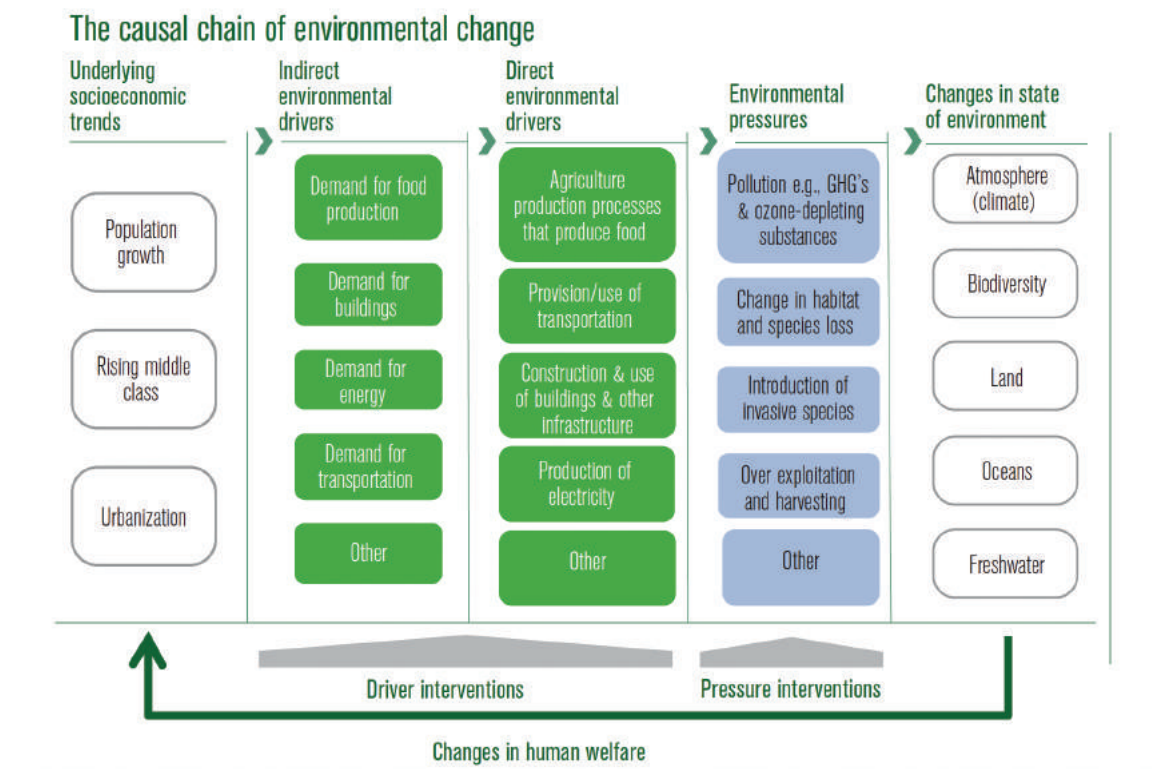 The causal chain of environmental change
Underlying
socioeconomic
trends
Indirect
environmental
drivers
Direct
environmental
drivers
Environmental
pressures
Changes in state
of environment
Population
growth
Rising middle
class
Urbanization
Demand for food
production
Demand for
buildings
Demand for
energy
Demand for
transportation
Other
Agriculture
production processes
that produce food
Provision/use of
transportation
Construction & use
of buildings & other
infrastructure
Production of
electricity
Other
Pollution e.g., GHG's
& ozone-depleting
substances
Change in habitat
and species loss
Introduction of
invasive species
Over exploitation
and harvesting
Other
Atmosphere
(climate)
Biodiversity
Land
Oceans
Freshwater
Driver interventions
Pressure interventions
Changes in human welfare